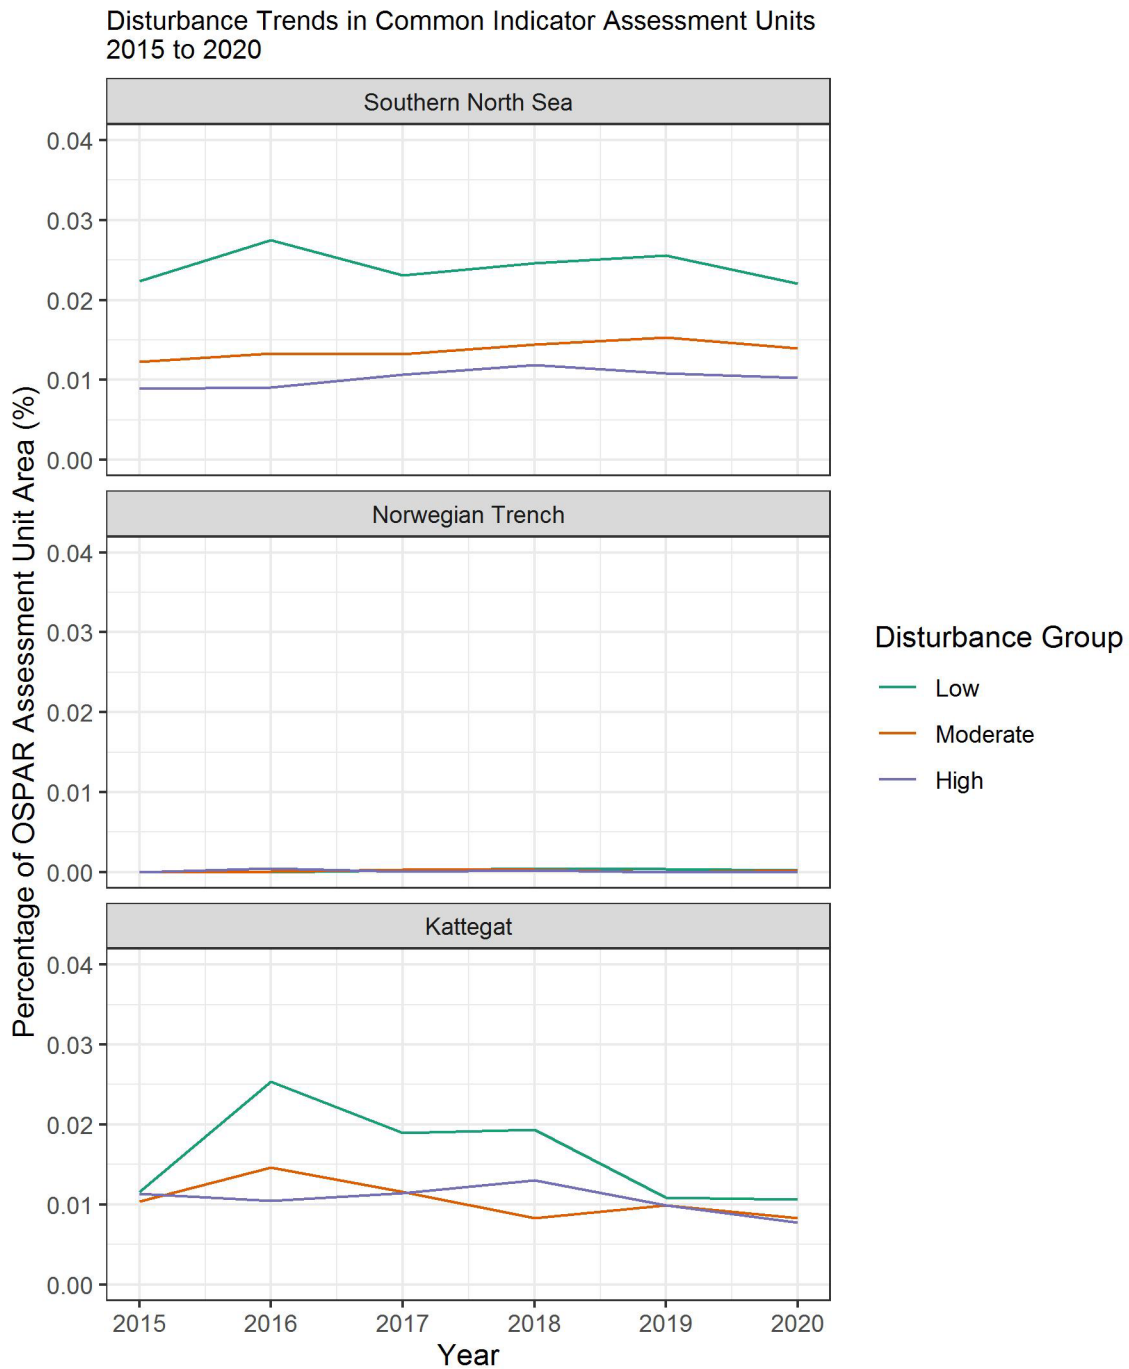 Disturbance Trends in Common Indicator Assessment Units
2015 to 2020
Percentage of OSPAR Assessment Unit Area (%)
Southern North Sea
0.04
0.03
0.02
0.01
0.00
Norwegian Trench
0.04
0.03
0.02
0.01
0.00
Kattegat
0.04
0.03
0.02
0.01
0.00
2015 2016 2017 2018 2019 2020
Year
Disturbance Group
Low
Moderate
High